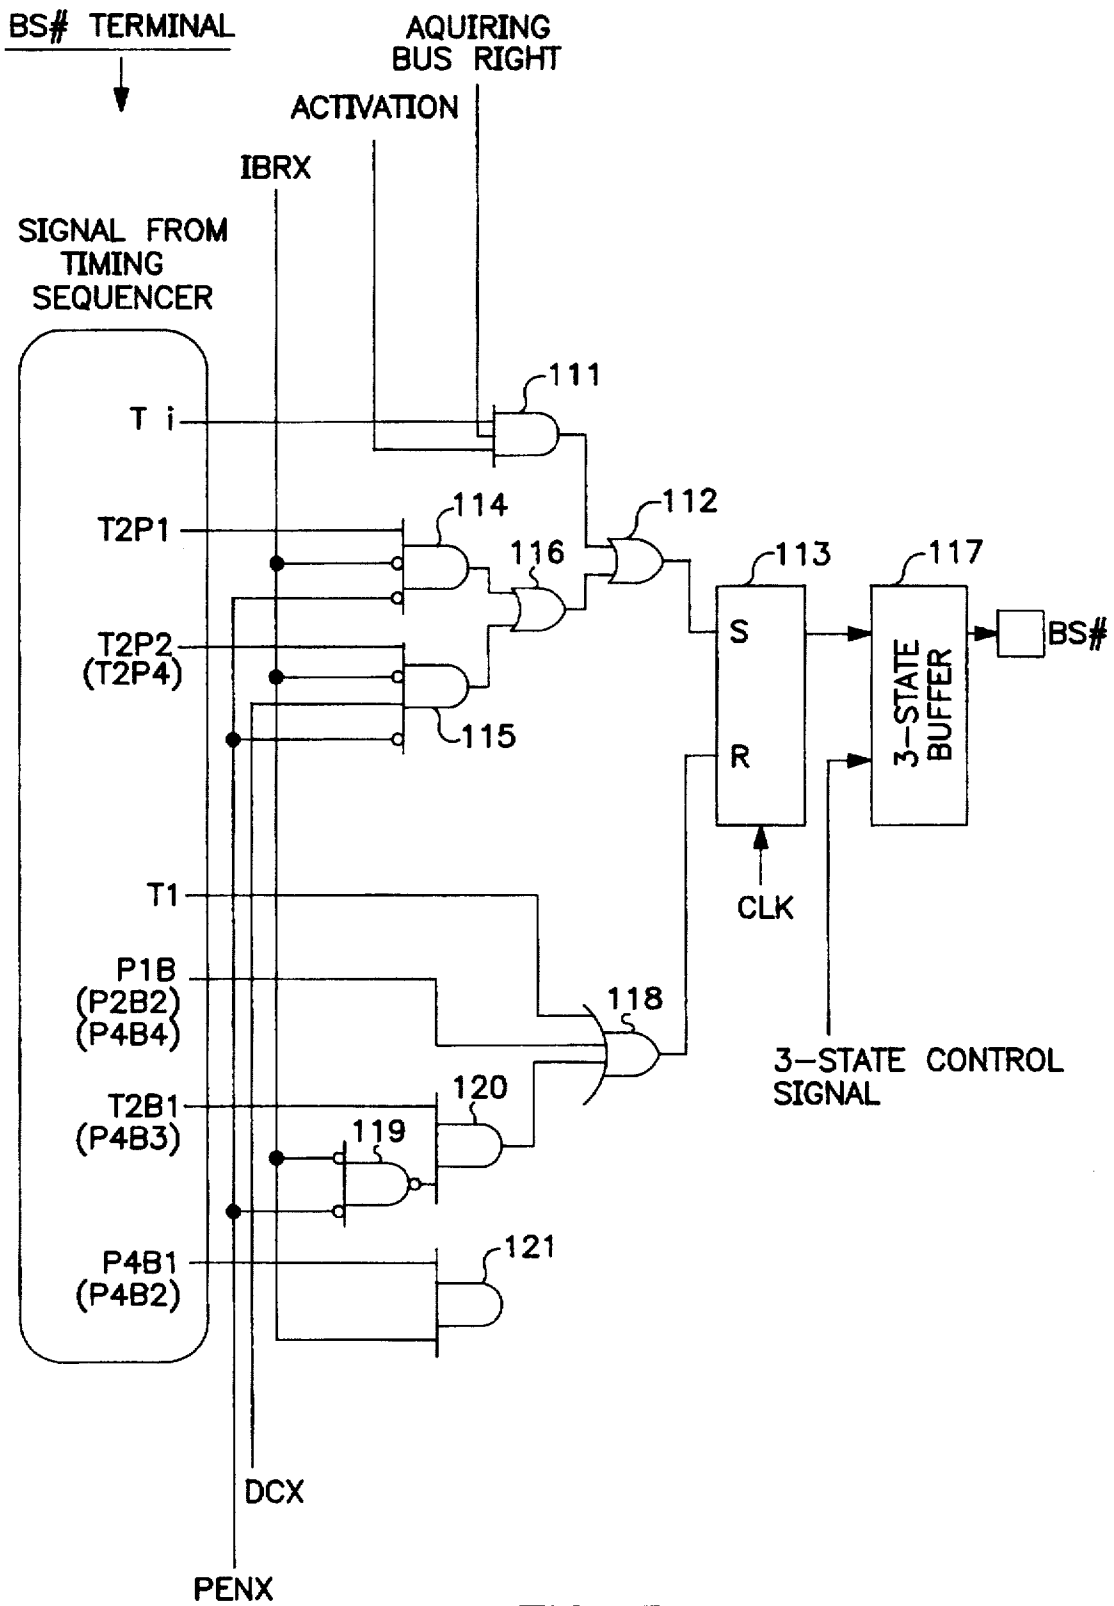 BS# TERMINAL
AQUIRING
BUS RIGHT
ACTIVATION
IBRX
SIGNAL FROM
TIMING
SEQUENCER
T i
111
T2P1
114
116
112
113
117
T2P2
(T2P4)
115
S
R
3-STATE
BUFFER
BS#
CLK
T1
P1B
(P2B2)
(P4B4)
118
3-STATE CONTROL
SIGNAL
T2B1
(P4B3)
119
120
P4B1
(P4B2)
121
DCX
PENX